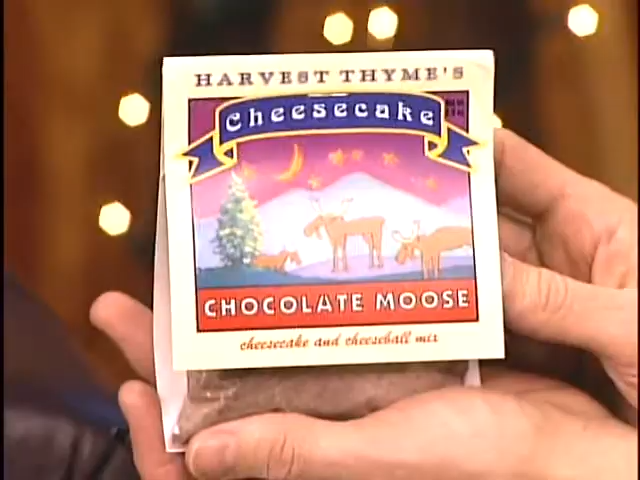 HARVEST THYME'S
Cheesecake
CHOCOLATE MOOSE
cheesecake and cheeseball mix